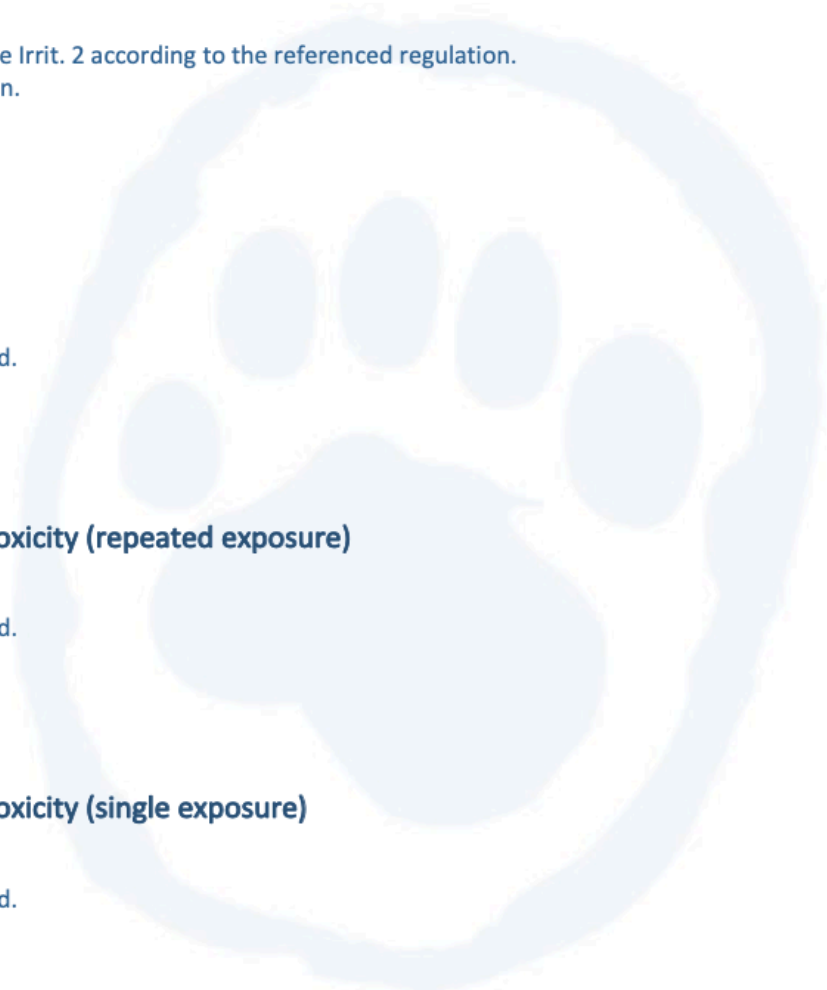 e Irrit. 2 according to the referenced regulation.
n.
d.
oxicity (repeated exposure)
d.
oxicity (single exposure)
d.